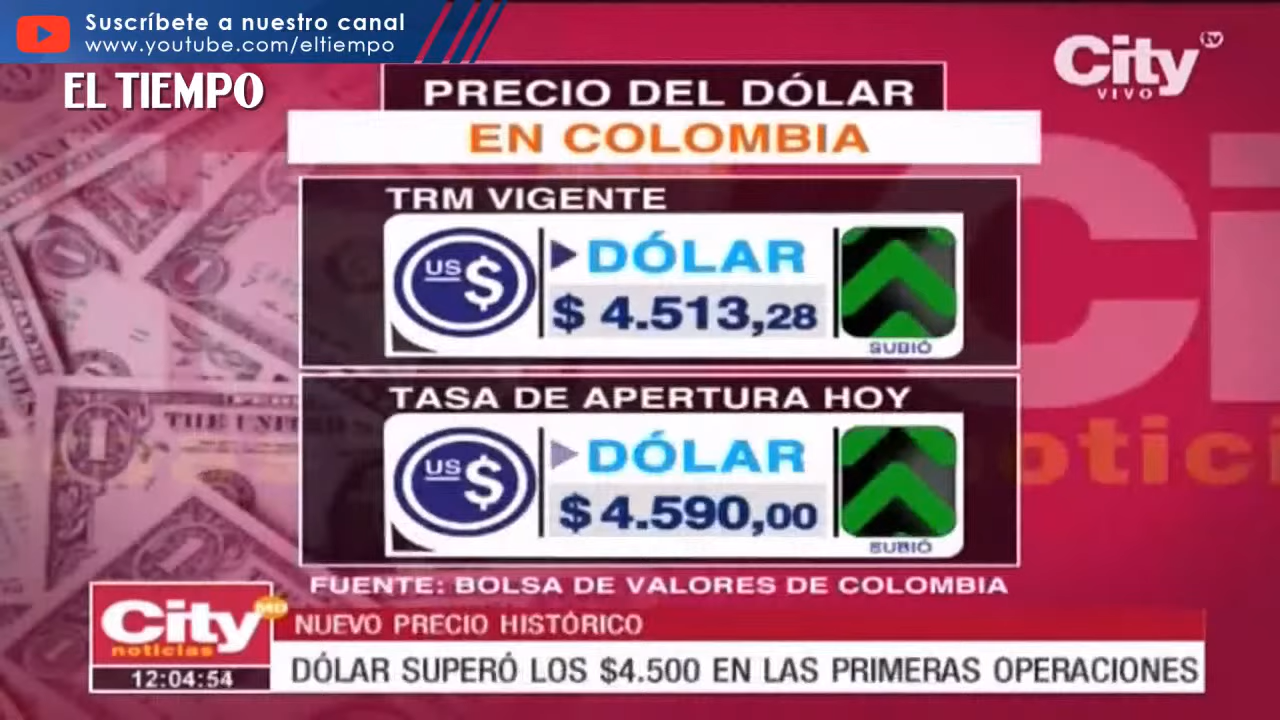 Suscríbete a nuestro canal
www.youtube.com/eltiempo
EL TIEMPO
City tv
VIVO
PRECIO DEL DÓLAR
EN COLOMBIA
TRM VIGENTE
US $
DÓLAR
$ 4.513,28
SUBIÓ
TASA DE APERTURA HOY
US $
DÓLAR
$ 4.590,00
SUBIÓ
FUENTE: BOLSA DE VALORES DE COLOMBIA
City MD
noticias
12:04:54
NUEVO PRECIO HISTÓRICO
DÓLAR SUPERÓ LOS $4.500 EN LAS PRIMERAS OPERACIONES
THE UNITED